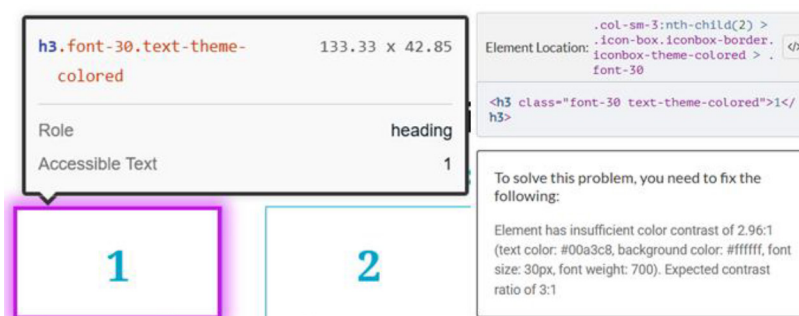 h3.font-30.text-theme-
colored
133.33 x 42.85
Role
heading
Accessible Text
1
1
2
Element Location:
.col-sm-3:nth-child(2) >
.icon-box.iconbox-border.
iconbox-theme-colored > .
font-30
</>
<h3 class="font-30 text-theme-colored">1</
h3>
To solve this problem, you need to fix the
following:
Element has insufficient color contrast of 2.96:1
(text color: #00a3c8, background color: #ffffff, font
size: 30px, font weight: 700). Expected contrast
ratio of 3:1